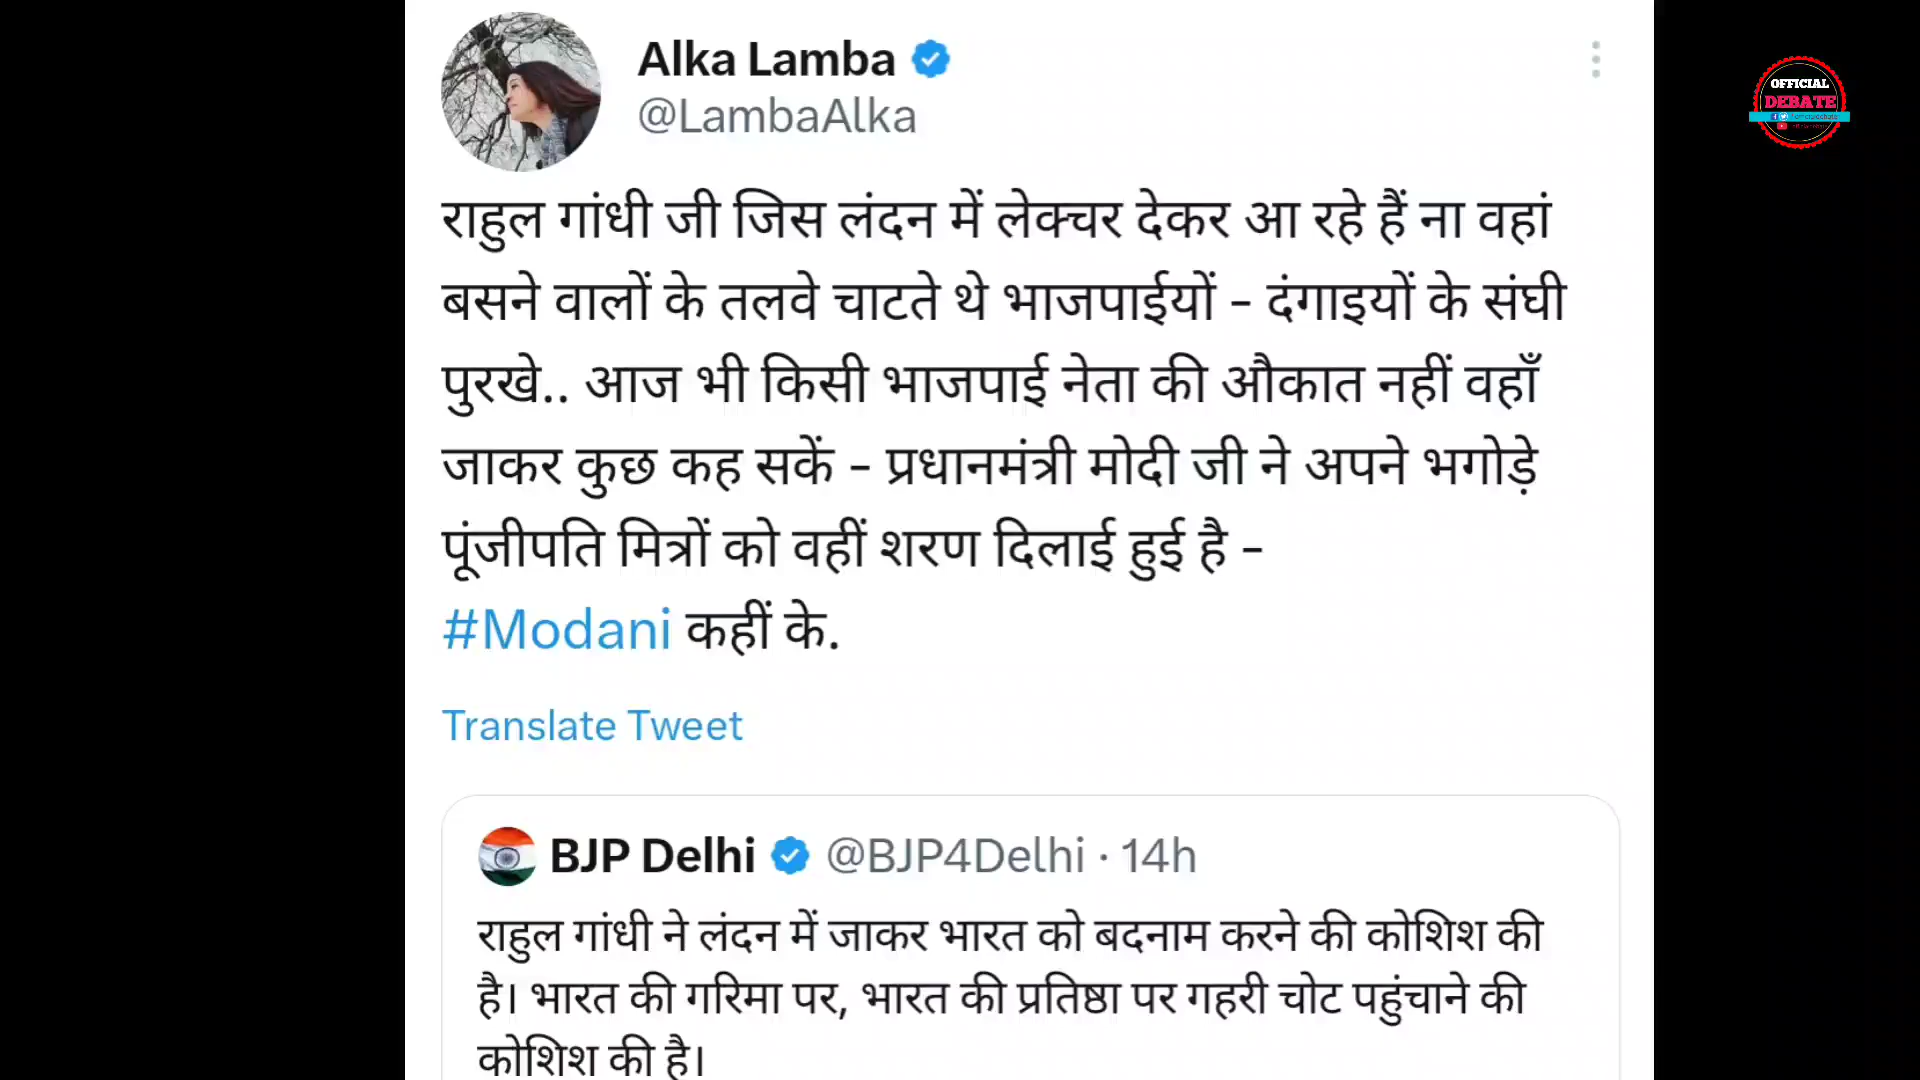 Alka Lamba
@LambaAlka
OFFICIAL
DEBATE
राहुल गांधी जी जिस लंदन में लेक्चर देकर आ रहे हैं ना वहां
बसने वालों के तलवे चाटते थे भाजपाईयों - दंगाइयों के संघी
पुरखे.. आज भी किसी भाजपाई नेता की औकात नहीं वहाँ
जाकर कुछ कह सकें - प्रधानमंत्री मोदी जी ने अपने भगोड़े
पूंजीपति मित्रों को वहीं शरण दिलाई हुई है -
#Modani कहीं के.
Translate Tweet
BJP Delhi @BJP4Delhi · 14h
राहुल गांधी ने लंदन में जाकर भारत को बदनाम करने की कोशिश की
है। भारत की गरिमा पर, भारत की प्रतिष्ठा पर गहरी चोट पहुंचाने की
कोशिश की है।